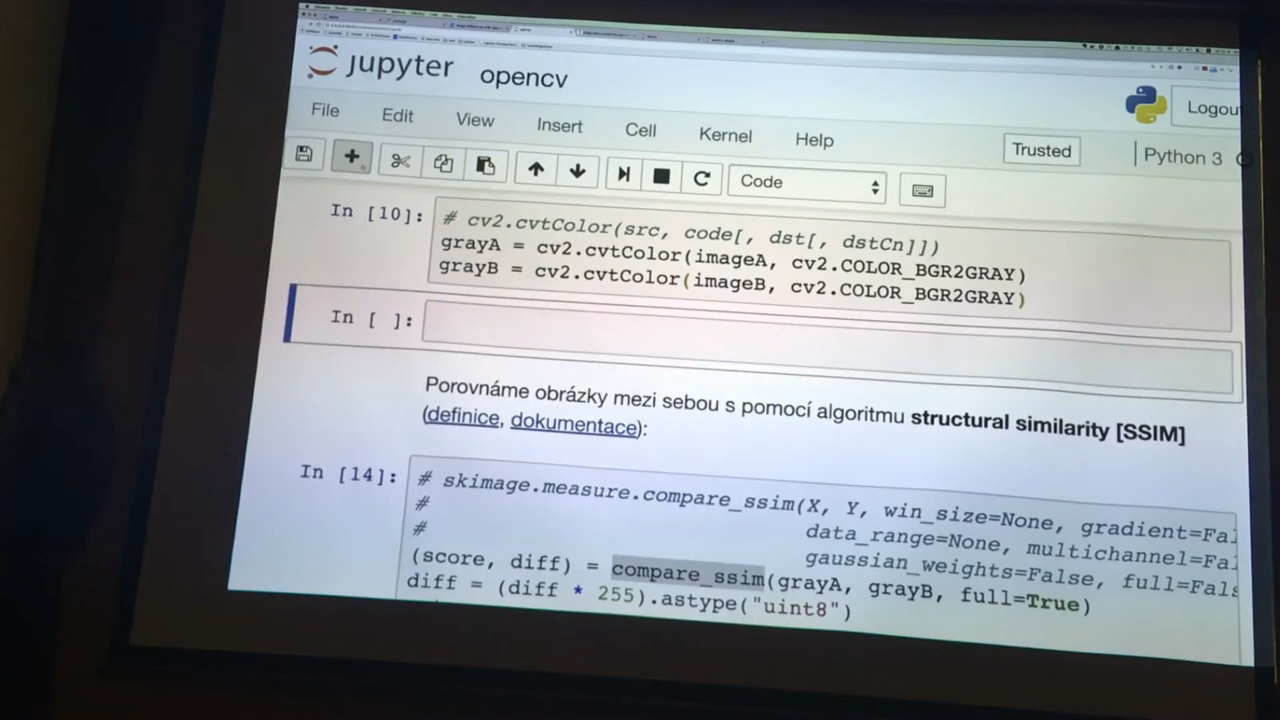 jupyter opencv
Logou
File Edit View Insert Cell Kernel Help
Trusted
Python 3
Code
In [10]:
# cv2.cvtColor(src, code[, dst[, dstCn]])
grayA = cv2.cvtColor(imageA, cv2.COLOR_BGR2GRAY)
grayB = cv2.cvtColor(imageB, cv2.COLOR_BGR2GRAY)
In [ ]:
Porovnáme obrázky mezi sebou s pomocí algoritmu structural similarity [SSIM]
(definice, dokumentace):
In [14]:
# skimage.measure.compare_ssim(X, Y, win_size=None, gradient=Fal
# data_range=None, multichannel=Fal
# gaussian_weights=False, full=Fals
(score, diff) = compare_ssim(grayA, grayB, full=True)
diff = (diff * 255).astype("uint8")